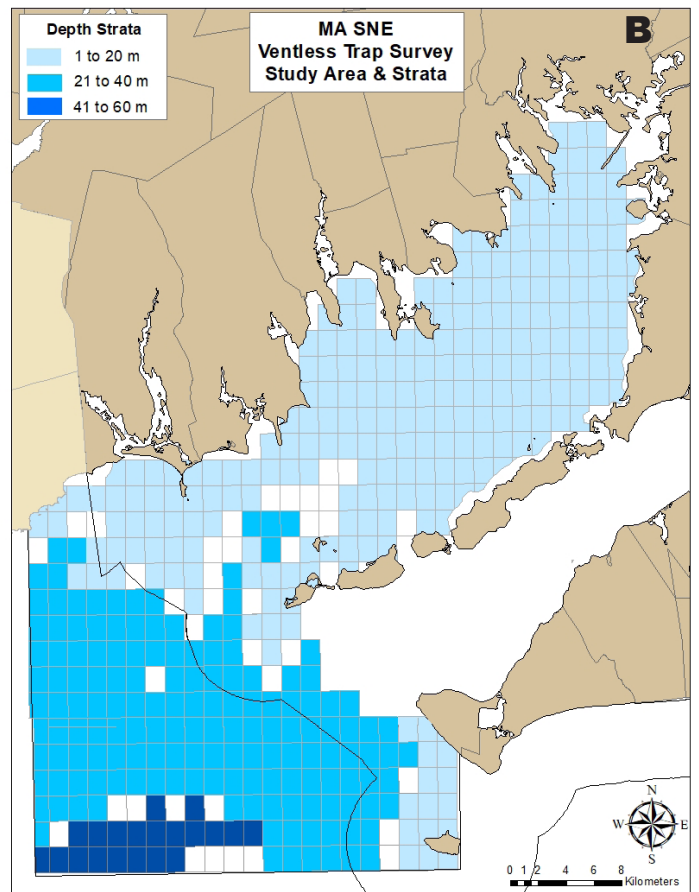 Depth Strata
1 to 20 m
21 to 40 m
41 to 60 m
MA SNE
Ventless Trap Survey
Study Area & Strata
B
N
W E
S
0 1 2 4 6 8
Kilometers